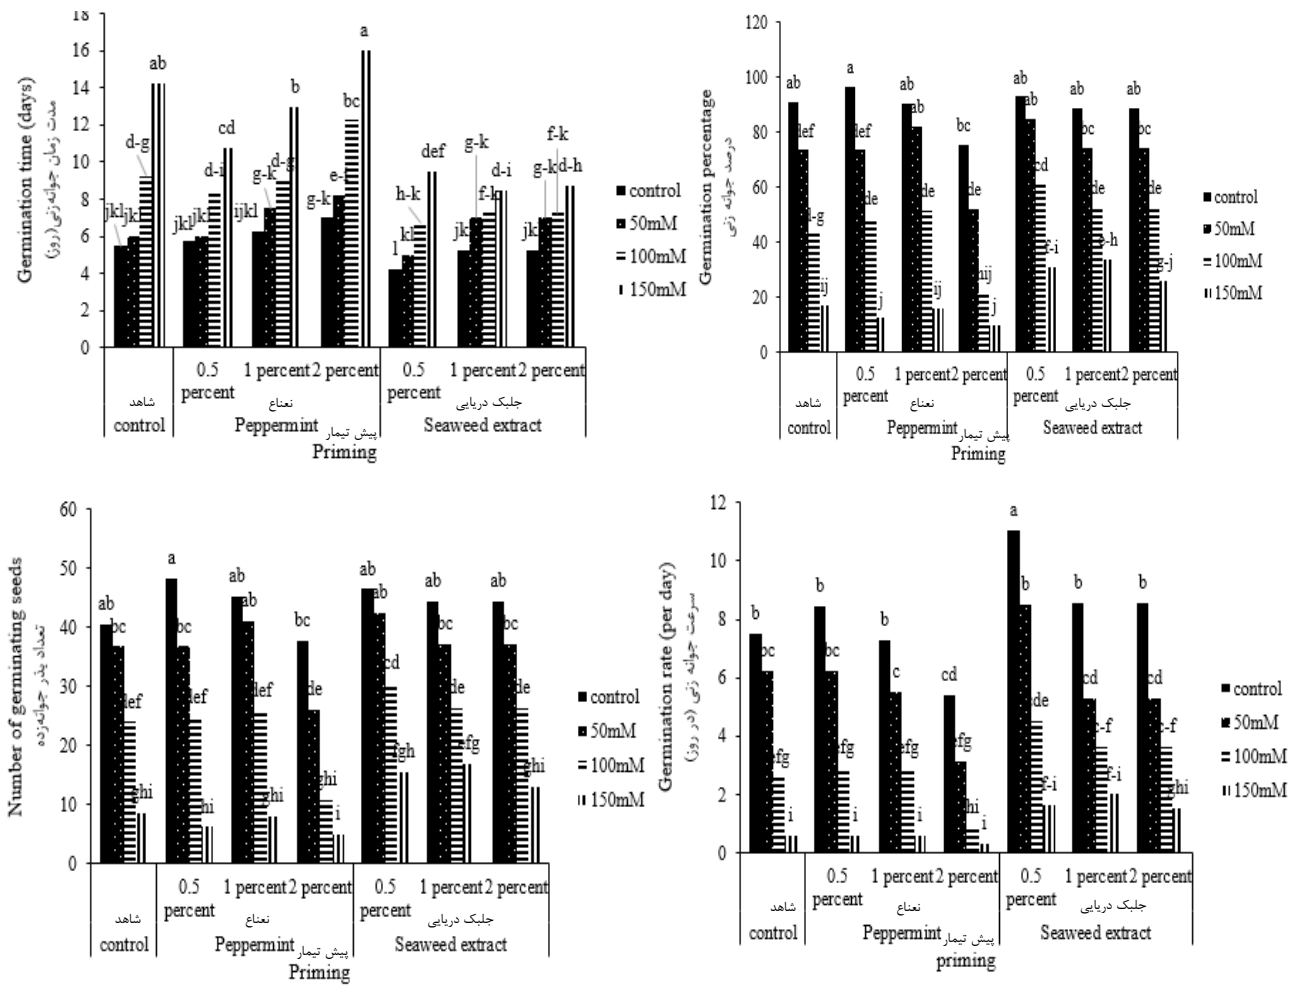 18
16
14
12
10
8
6
4
2
0
Germination time (days)
مدت زمان جوانه‌زنی(روز)
jkl
jkl
d-g
ab
jkl
jkl
d-i
cd
ijkl
g-k
d-g
b
g-k
bc
a
l
kl
h-k
def
g-k
d-i
g-k
f-k
d-h
control
50mM
100mM
150mM
0.5 percent
1 percent
2 percent
0.5 percent
1 percent
2 percent
شاهد
نعناع
جلبک دریایی
control
Peppermint
Seaweed extract
پیش تیمار
Priming
120
100
80
60
40
20
0
Germination percentage
درصد جوانه زنی
ab
def
ij
a
def
de
j
ab
ab
de
ij
bc
de
j
ab
ab
cd
f-i
ab
bc
de
ab
bc
de
g-j
control
50mM
100mM
150mM
0.5 percent
1 percent
2 percent
0.5 percent
1 percent
2 percent
شاهد
نعناع
جلبک دریایی
control
Peppermint
Seaweed extract
پیش تیمار
Priming
60
50
40
30
20
10
0
Number of germinating seeds
تعداد بذر جوانه‌زده
ab
bc
def
ghi
a
bc
def
hi
ab
ab
def
ghi
bc
de
ghi
i
ab
ab
cd
fgh
ab
bc
de
efg
ab
bc
de
ghi
control
50mM
100mM
150mM
0.5 percent
1 percent
2 percent
0.5 percent
1 percent
2 percent
شاهد
نعناع
جلبک دریایی
control
Peppermint
Seaweed extract
پیش تیمار
Priming
12
10
8
6
4
2
0
Germination rate (per day)
سرعت جوانه زنی (در روز)
b
bc
efg
i
b
bc
efg
i
b
c
efg
i
cd
efg
hi
i
a
b
cde
f-i
b
cd
c-f
f-i
b
cd
c-f
ghi
control
50mM
100mM
150mM
0.5 percent
1 percent
2 percent
0.5 percent
1 percent
2 percent
شاهد
نعناع
جلبک دریایی
control
Peppermint
Seaweed extract
پیش تیمار
priming